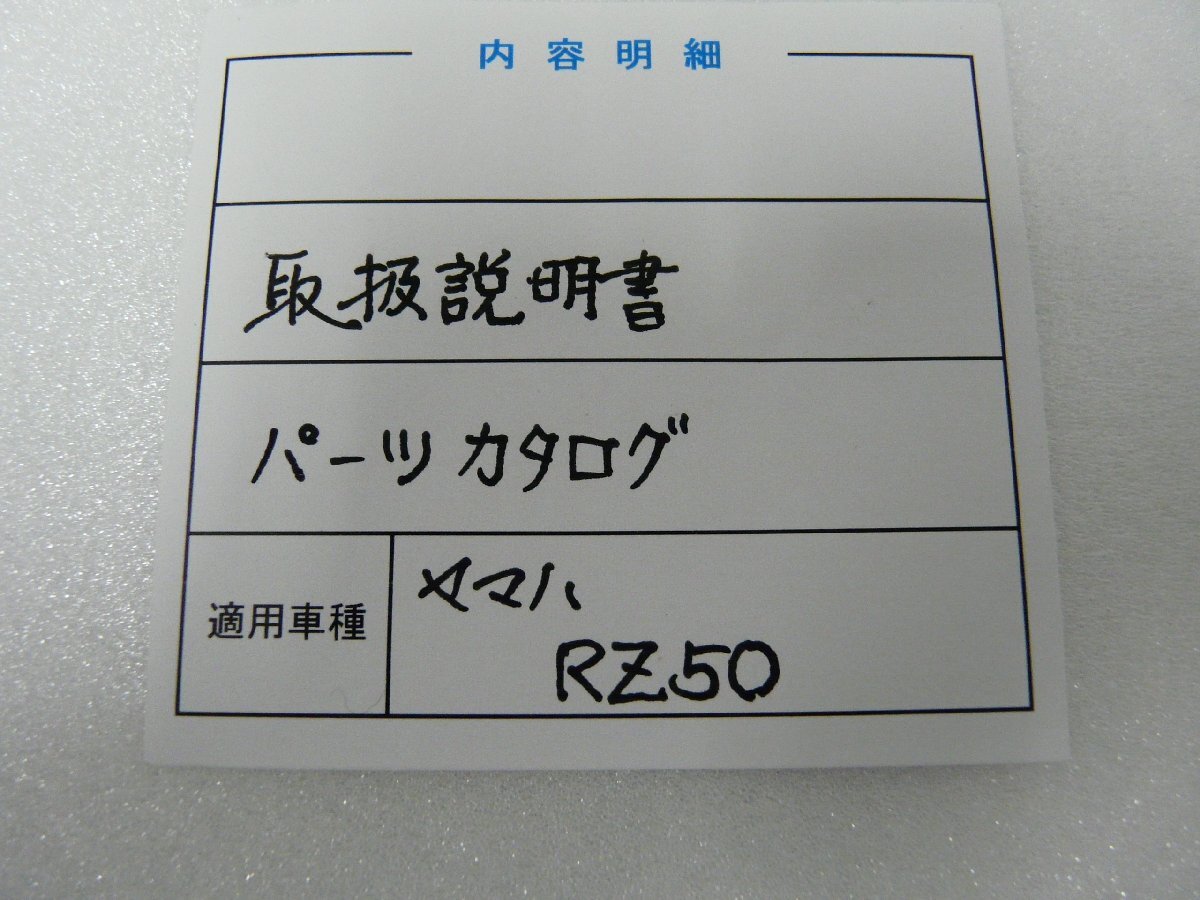 内容明細
取扱説明書
パーツカタログ
適用車種
ヤマハ
RZ50